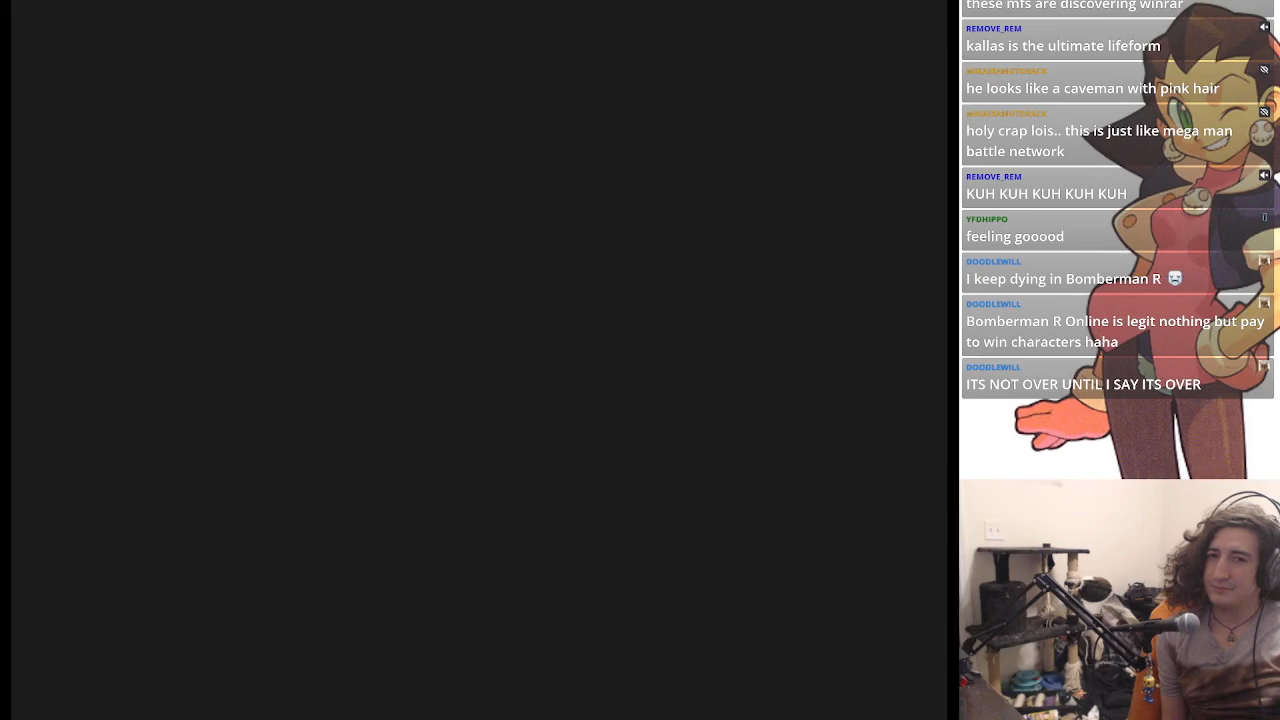 these mfs are discovering winrar
REMOVE_REM
kallas is the ultimate lifeform
he looks like a caveman with pink hair
holy crap lois.. this is just like mega man
battle network
REMOVE_REM
KUH KUH KUH KUH KUH
YFDHIPPO
feeling gooood
DOODLEWILL
I keep dying in Bomberman R
DOODLEWILL
Bomberman R Online is legit nothing but pay
to win characters haha
DOODLEWILL
ITS NOT OVER UNTIL I SAY ITS OVER